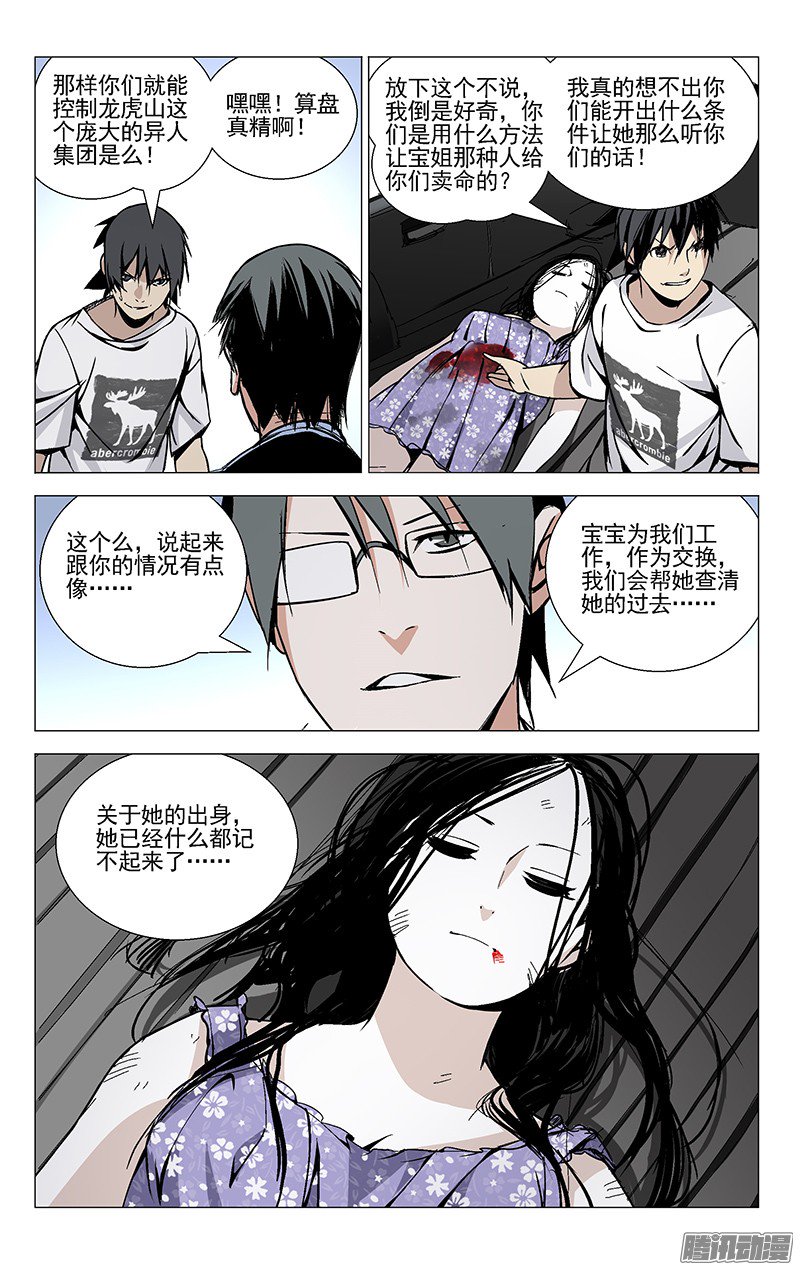 那样你们就能
控制龙虎山这
个庞大的异人
集团是么！
嘿嘿！算盘
真精啊！
abercrombie
放下这个不说，
我倒是好奇，你
们是用什么方法
让宝姐那种人给
你们卖命的？
我真的想不出你
们能开出什么条
件让她那么听你
们的话！
abercrombie
这个么，说起来
跟你的情况有点
像……
宝宝为我们工
作，作为交换，
我们会帮她查清
她的过去……
关于她的出身，
她已经什么都记
不起来了……
腾讯动漫